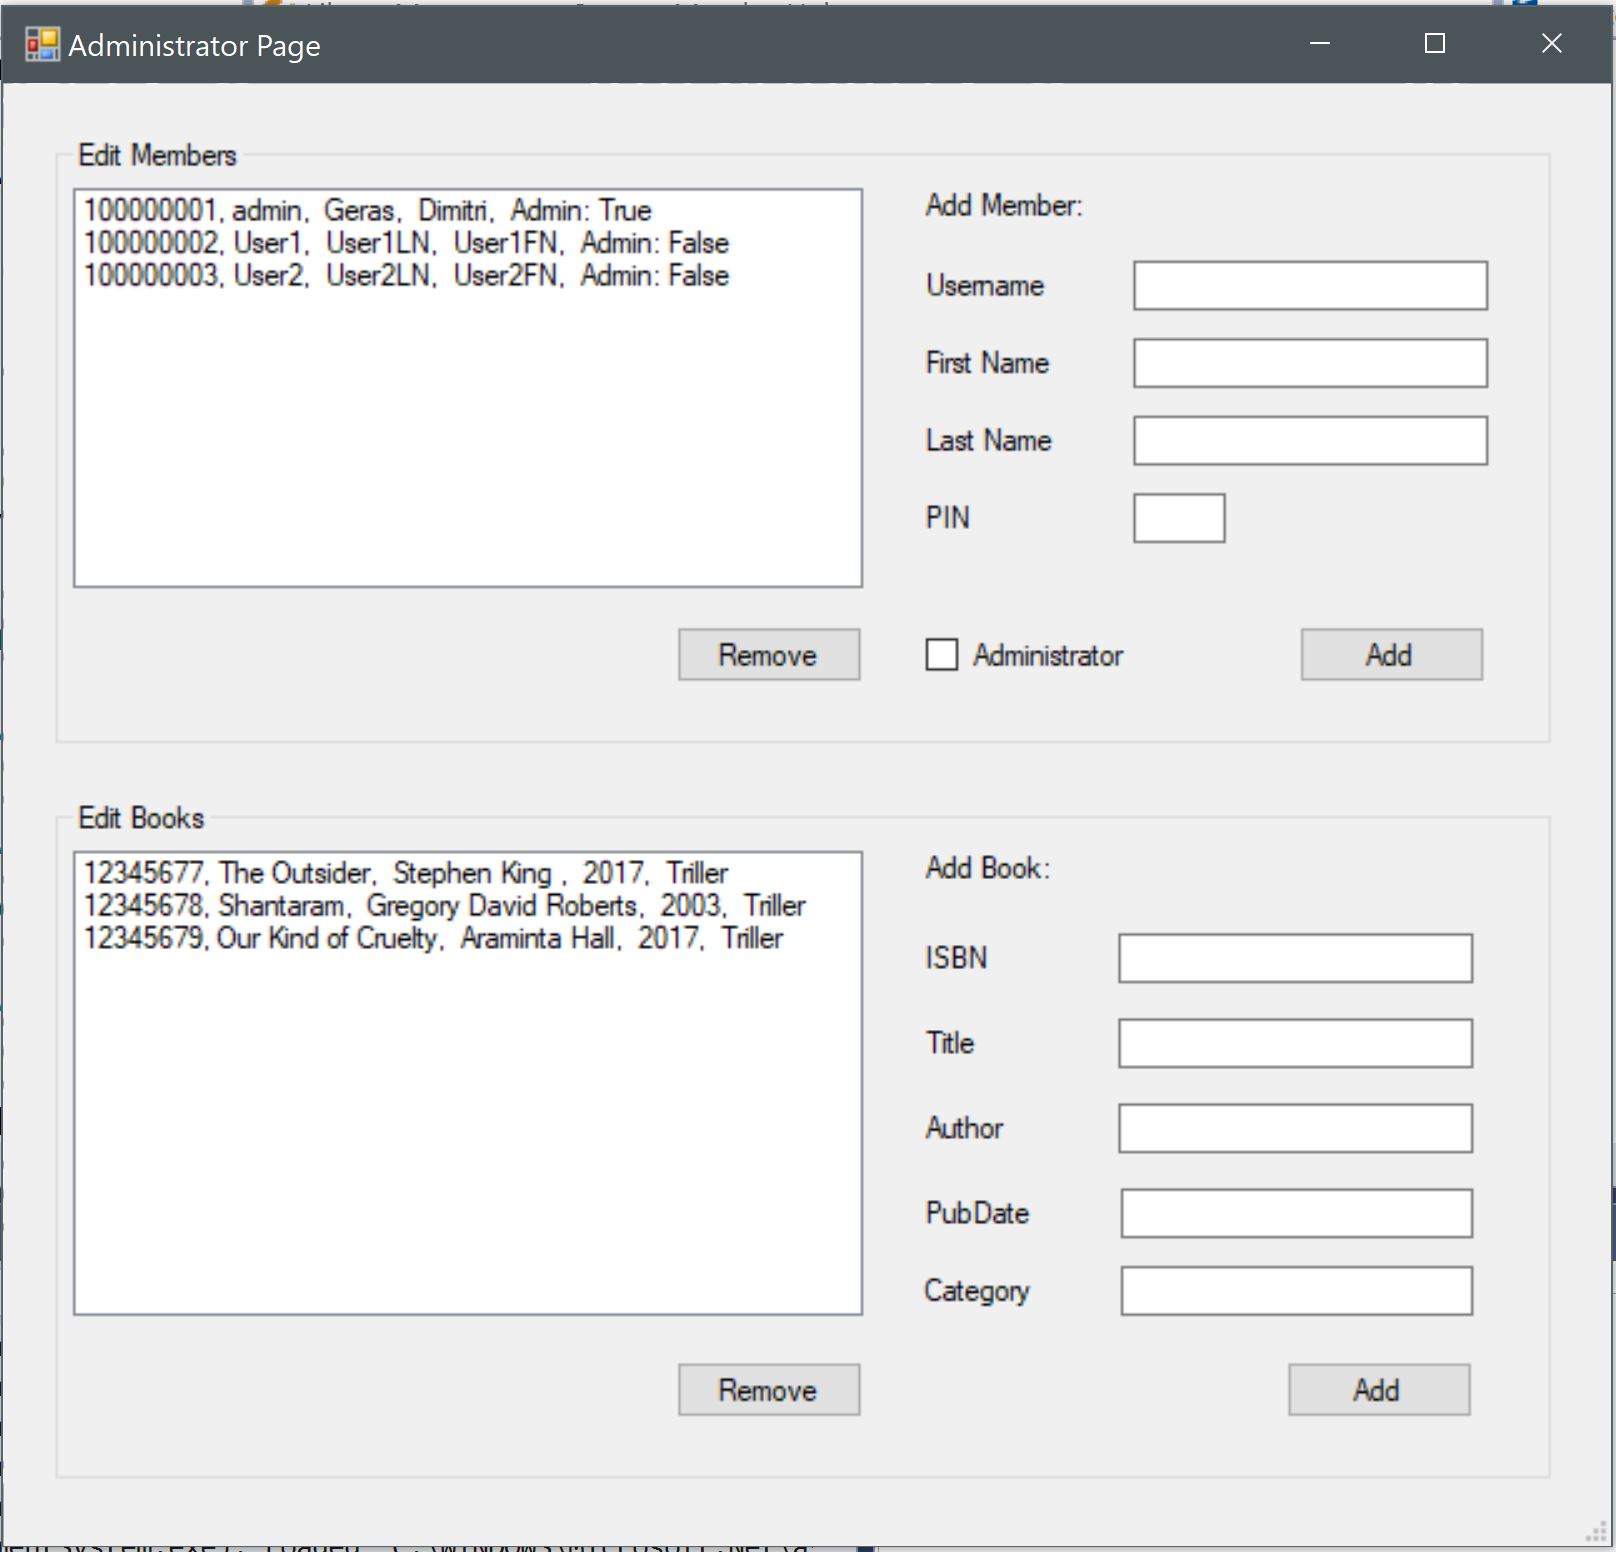 Administrator Page
Edit Members
100000001, admin,  Geras,  Dimitri,  Admin: True
100000002, User1,  User1LN,  User1FN,  Admin: False
100000003, User2,  User2LN,  User2FN,  Admin: False
Remove
Add Member:
Username
First Name
Last Name
PIN
Administrator
Add
Edit Books
12345677, The Outsider,  Stephen King ,  2017,  Triller
12345678, Shantaram,  Gregory David Roberts,  2003,  Triller
12345679, Our Kind of Cruelty,  Araminta Hall,  2017,  Triller
Remove
Add Book:
ISBN
Title
Author
PubDate
Category
Add